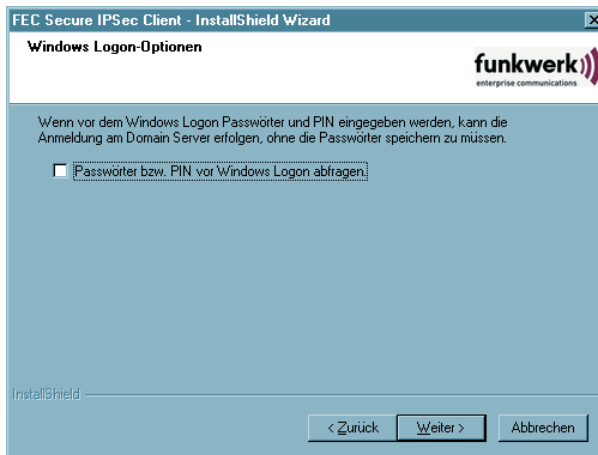 FEC Secure IPSec Client - InstallShield Wizard
Windows Logon-Optionen
funkwerk
enterprise communications
Wenn vor dem Windows Logon Passwörter und PIN eingegeben werden, kann die
Anmeldung am Domain Server erfolgen, ohne die Passwörter speichern zu müssen.
Passwörter bzw. PIN vor Windows Logon abfragen.
InstallShield
< Zurück
Weiter >
Abbrechen